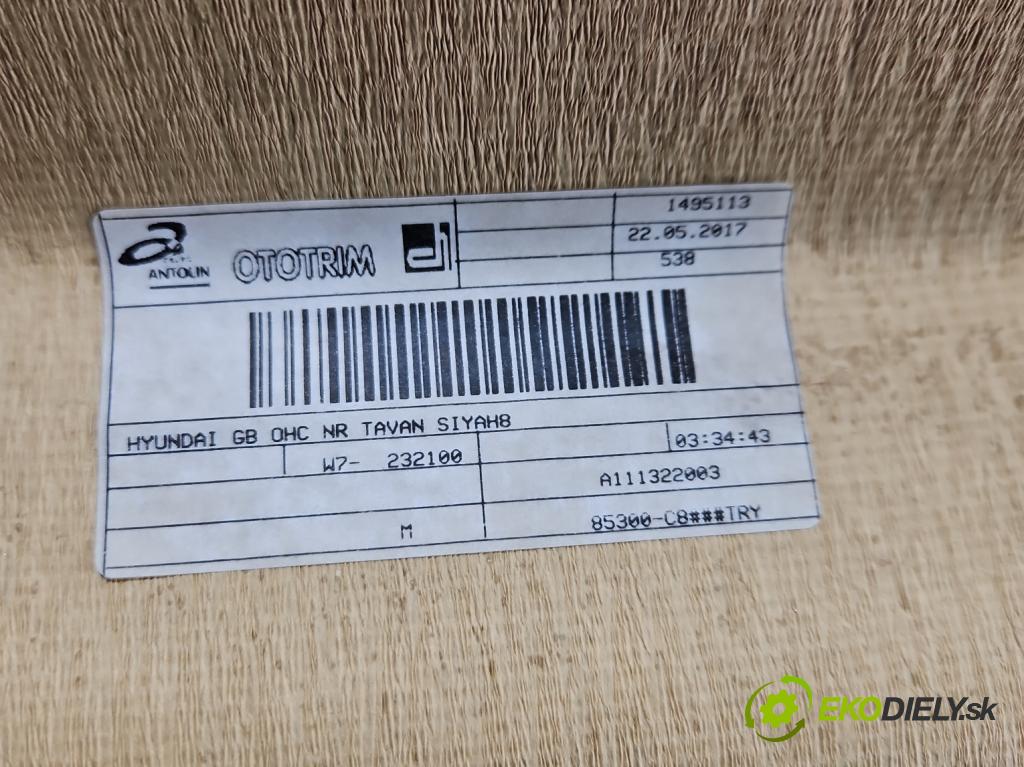 1495113
ANTOLIN OTOTRIM
22.05.2017
538
HYUNDAI GB OHC NR TAVAN SIYAH8
03:34:43
W7- 232100
A111322003
M
85300-C8###TRY
EKODIELY.sk